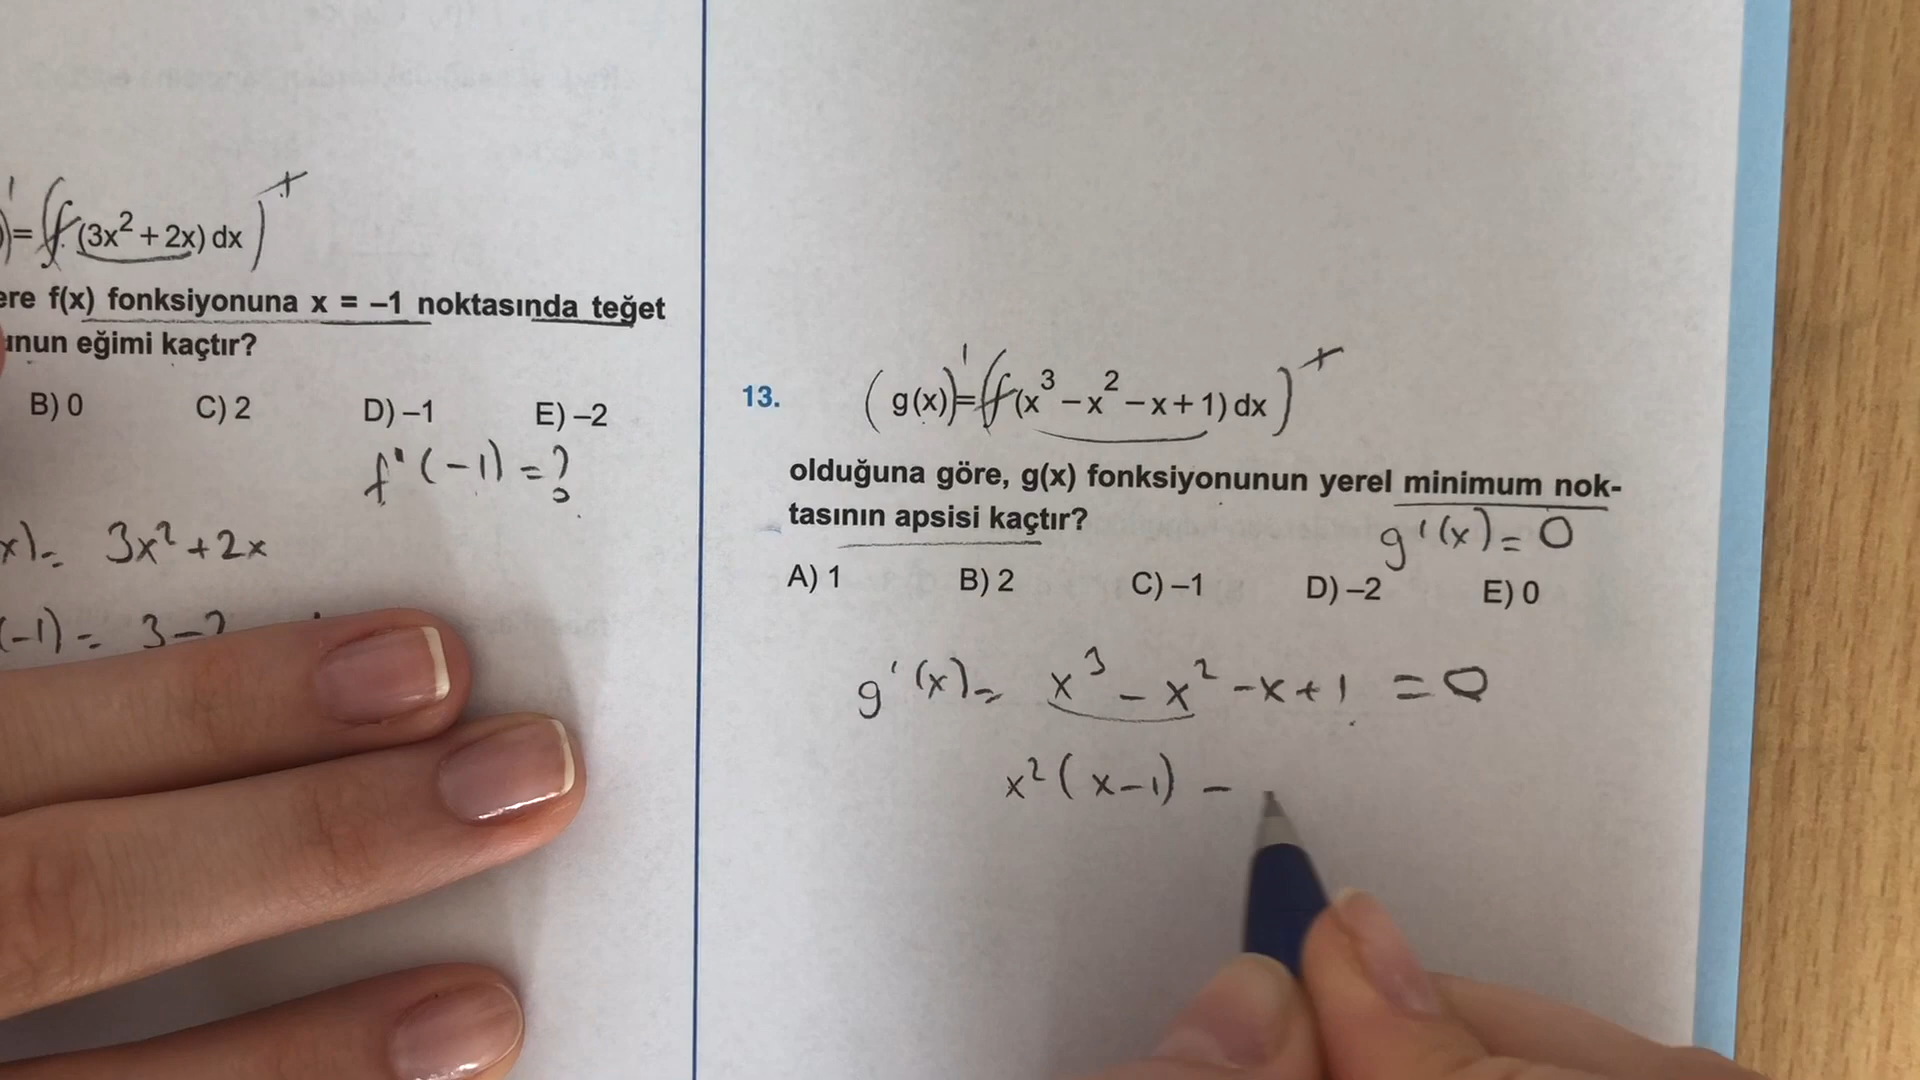 )'= (∫(3x² + 2x) dx)'
ere f(x) fonksiyonuna x = –1 noktasında teğet
unun eğimi kaçtır?
B) 0 C) 2 D) –1 E) –2
f'(-1) = ?
x)= 3x² + 2x
(-1) = 3-2
13. (g(x))' = (∫(x³ – x² – x + 1) dx)'
olduğuna göre, g(x) fonksiyonunun yerel minimum nok-
tasının apsisi kaçtır?
g'(x) = 0
A) 1 B) 2 C) –1 D) –2 E) 0
g'(x) = x³ - x² - x + 1 = 0
x² ( x-1) -